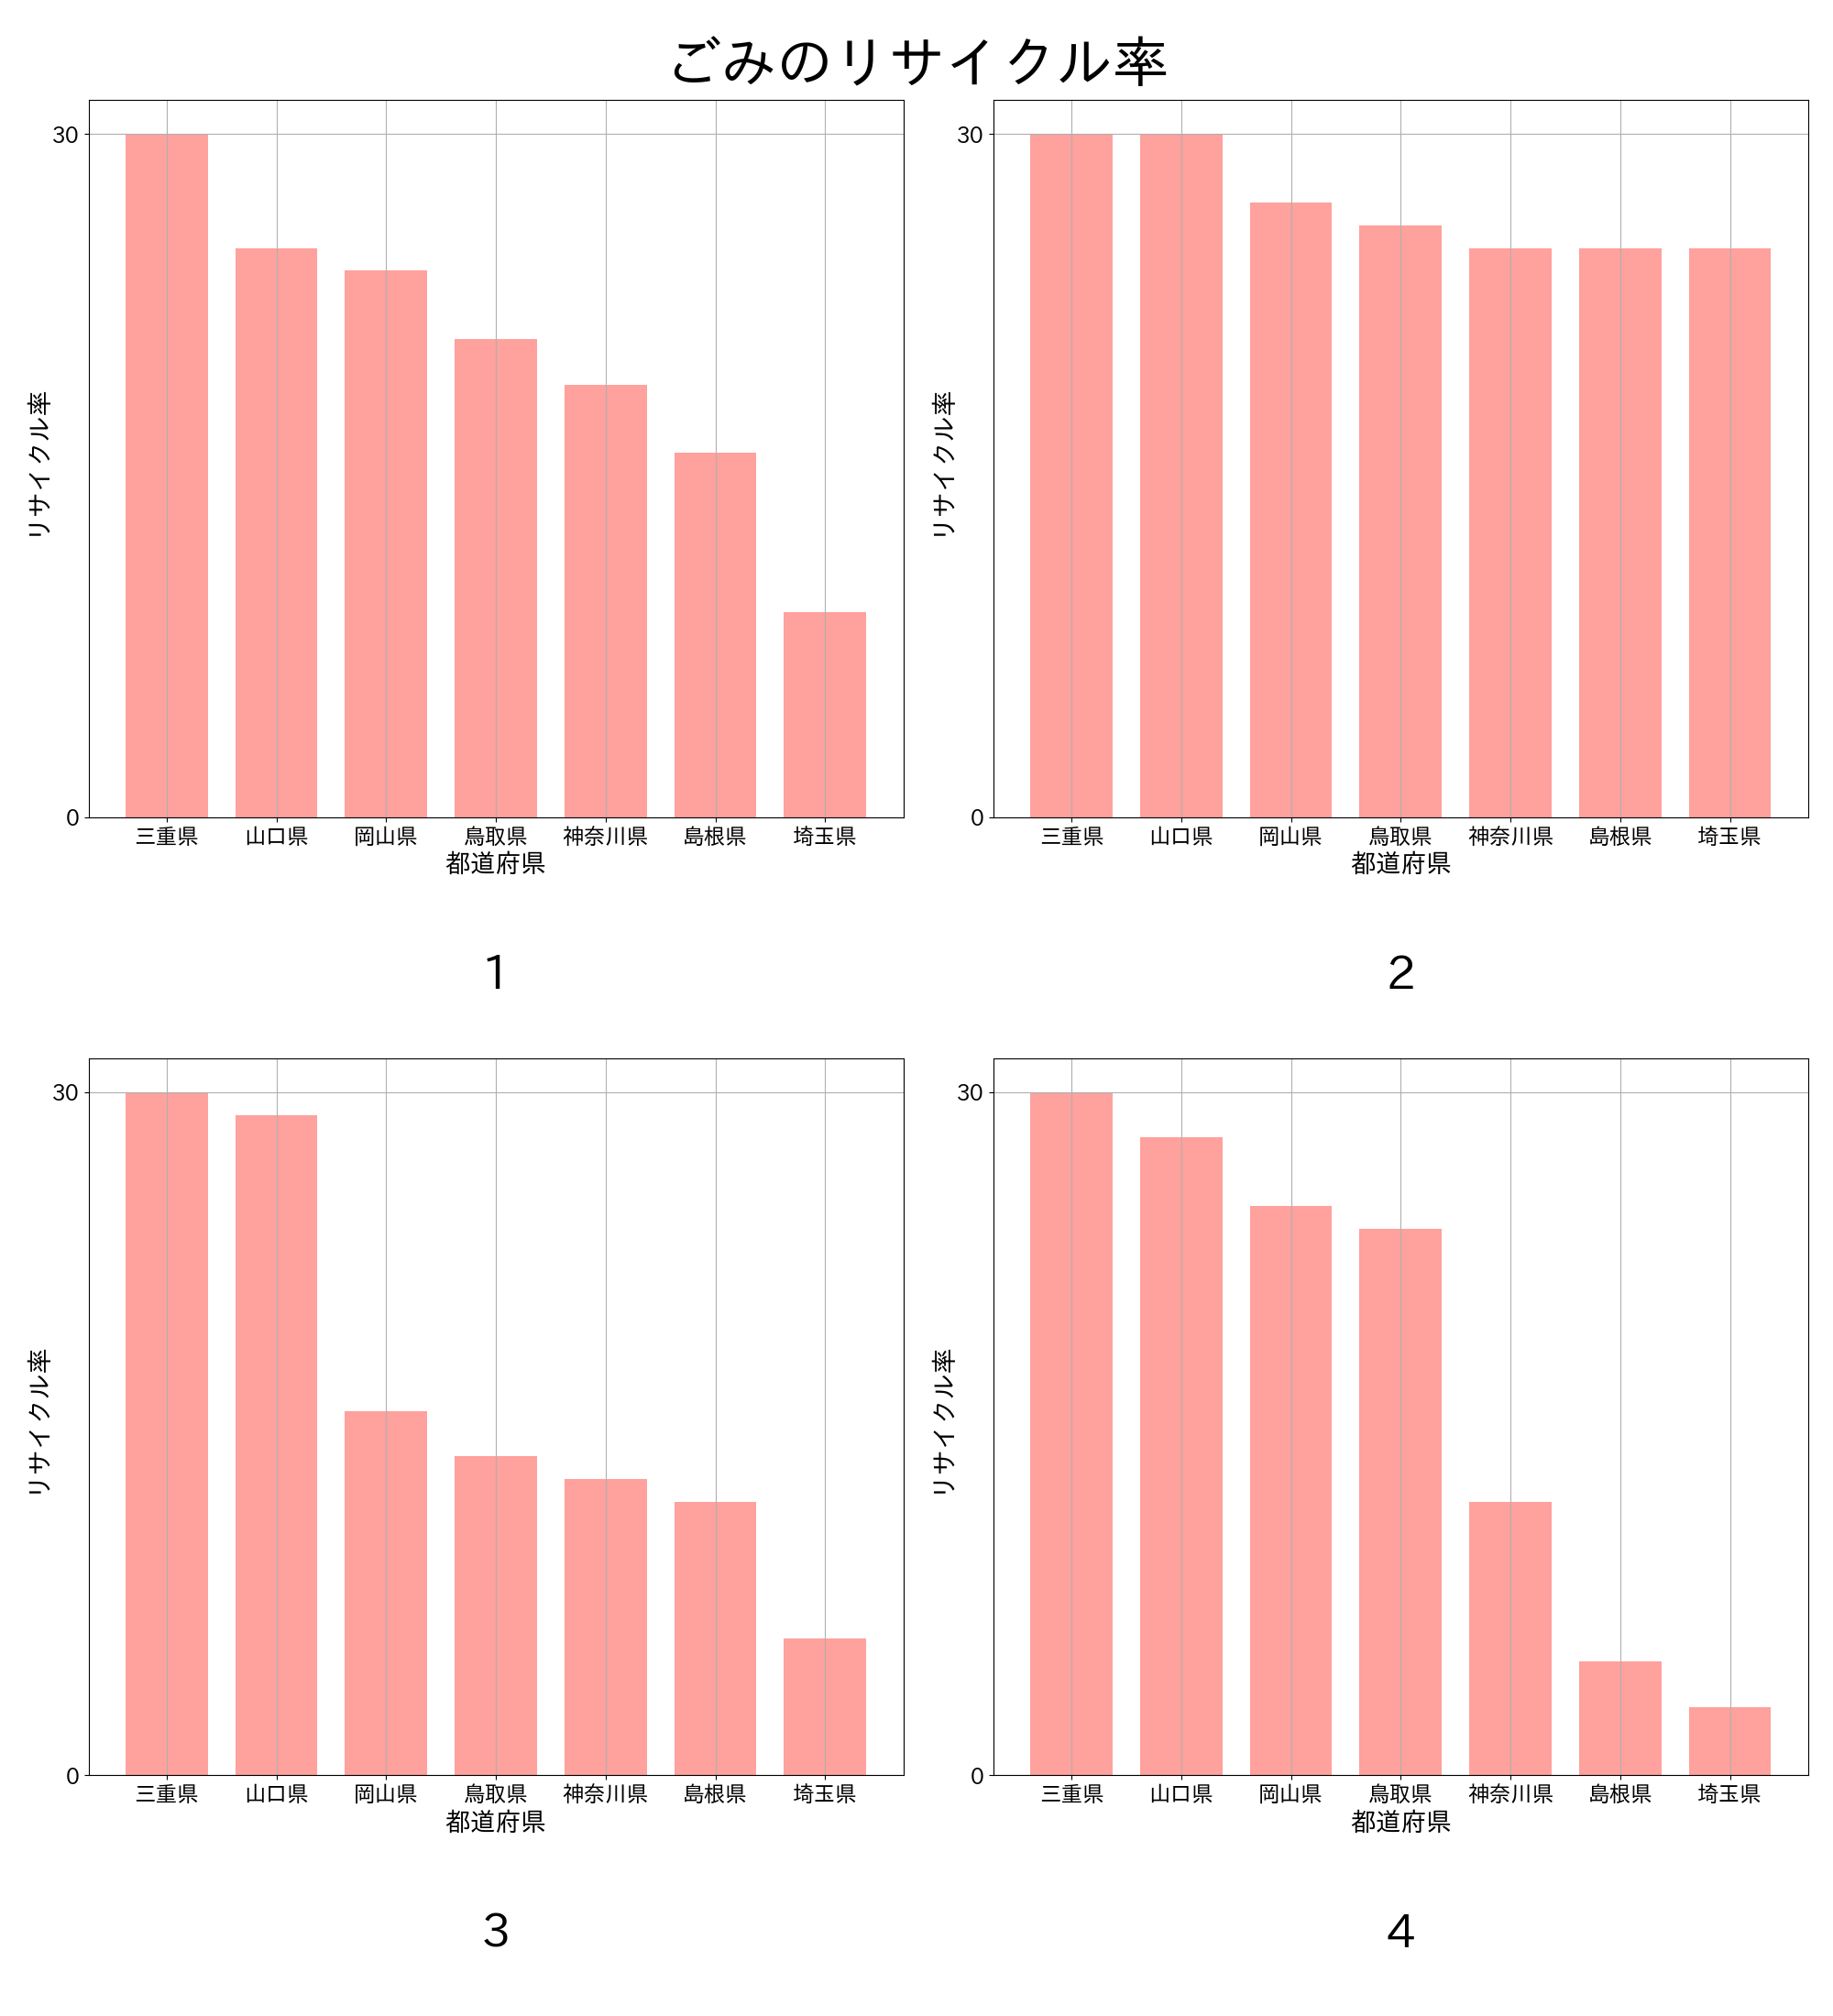 ごみのリサイクル率
30
0
リサイクル率
三重県 山口県 岡山県 鳥取県 神奈川県 島根県 埼玉県
都道府県
1
30
0
リサイクル率
三重県 山口県 岡山県 鳥取県 神奈川県 島根県 埼玉県
都道府県
2
30
0
リサイクル率
三重県 山口県 岡山県 鳥取県 神奈川県 島根県 埼玉県
都道府県
3
30
0
リサイクル率
三重県 山口県 岡山県 鳥取県 神奈川県 島根県 埼玉県
都道府県
4